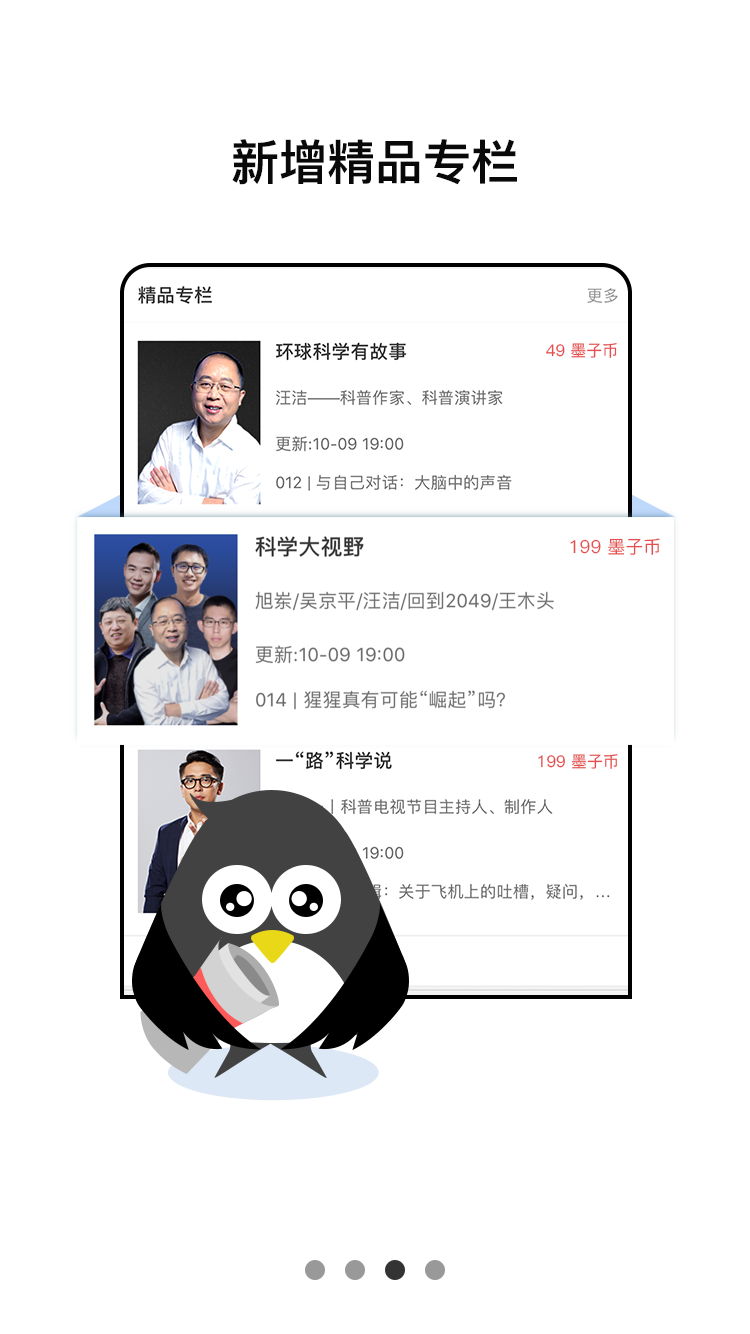 新增精品专栏
精品专栏
更多
环球科学有故事
49 墨子币
汪洁——科普作家、科普演讲家
更新:10-09 19:00
012 | 与自己对话：大脑中的声音
科学大视野
199 墨子币
旭岽/吴京平/汪洁/回到2049/王木头
更新:10-09 19:00
014 | 猩猩真有可能“崛起”吗?
一“路”科学说
199 墨子币
| 科普电视节目主持人、制作人
19:00
：关于飞机上的吐槽，疑问，...